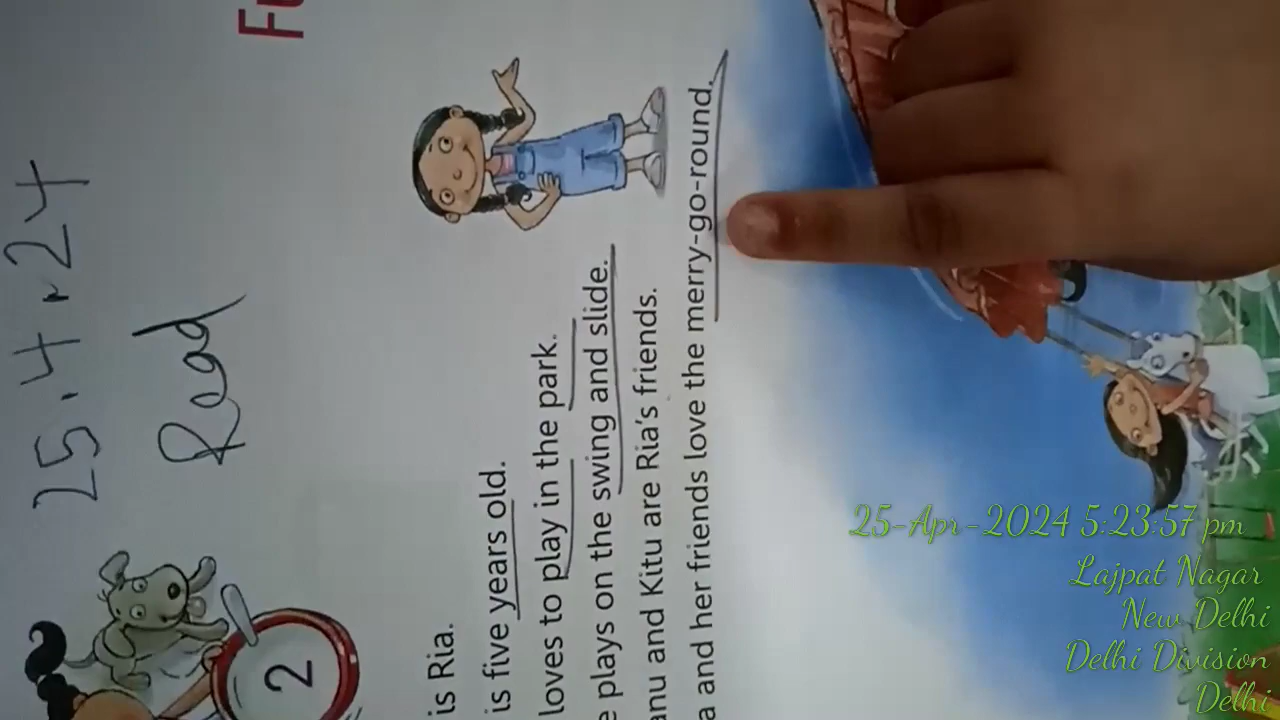 25.4.24
Read
Fu
2
is Ria.
is five years old.
loves to play in the park.
e plays on the swing and slide.
anu and Kitu are Ria's friends.
a and her friends love the merry-go-round.
25-Apr-2024 5:23:57 pm
Lajpat Nagar
New Delhi
Delhi Division
Delhi